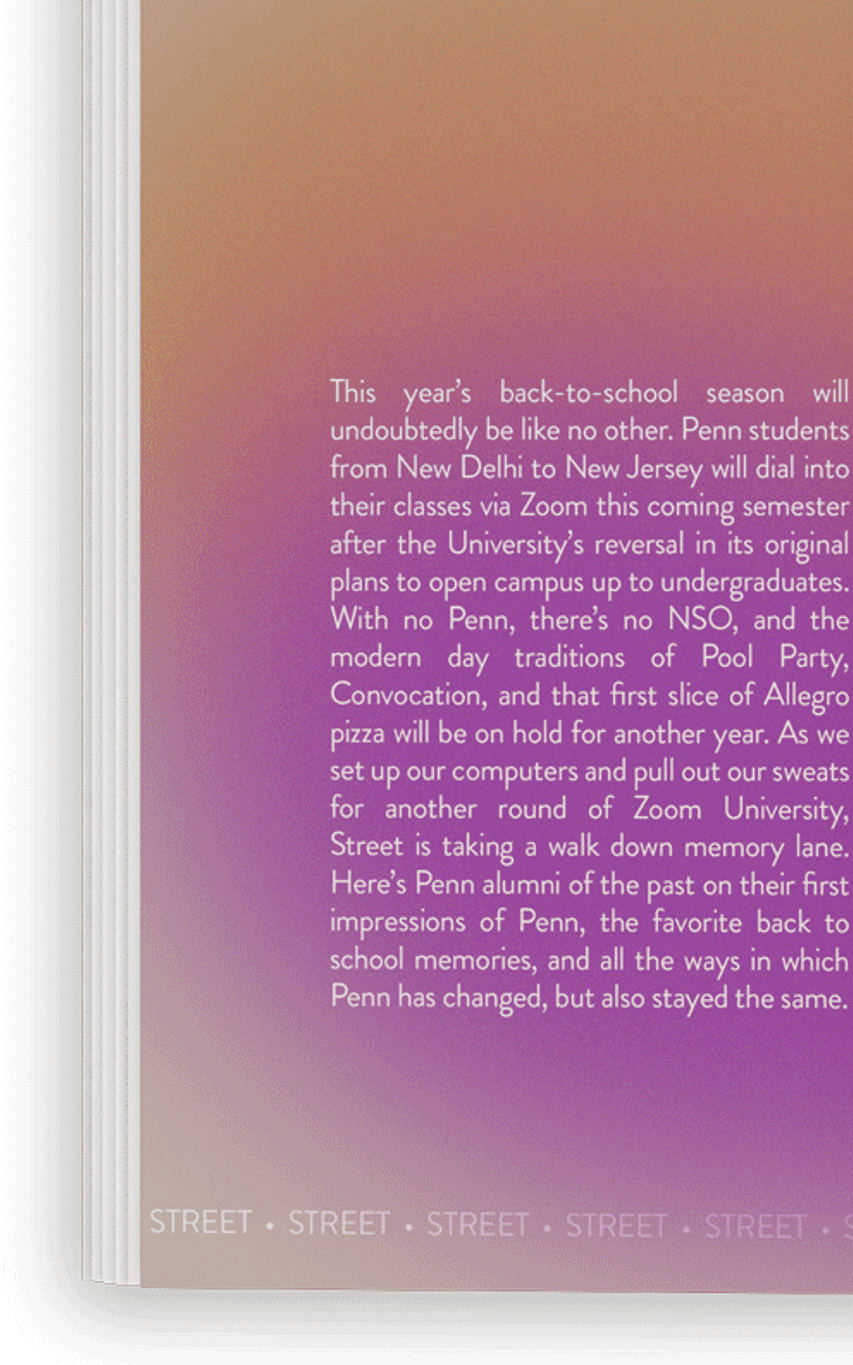 This year's back-to-school season will
undoubtedly be like no other. Penn students
from New Delhi to New Jersey will dial into
their classes via Zoom this coming semester
after the University's reversal in its original
plans to open campus up to undergraduates.
With no Penn, there's no NSO, and the
modern day traditions of Pool Party,
Convocation, and that first slice of Allegro
pizza will be on hold for another year. As we
set up our computers and pull out our sweats
for another round of Zoom University,
Street is taking a walk down memory lane.
Here's Penn alumni of the past on their first
impressions of Penn, the favorite back to
school memories, and all the ways in which
Penn has changed, but also stayed the same.
STREET • STREET • STREET • STREET • STREET • S